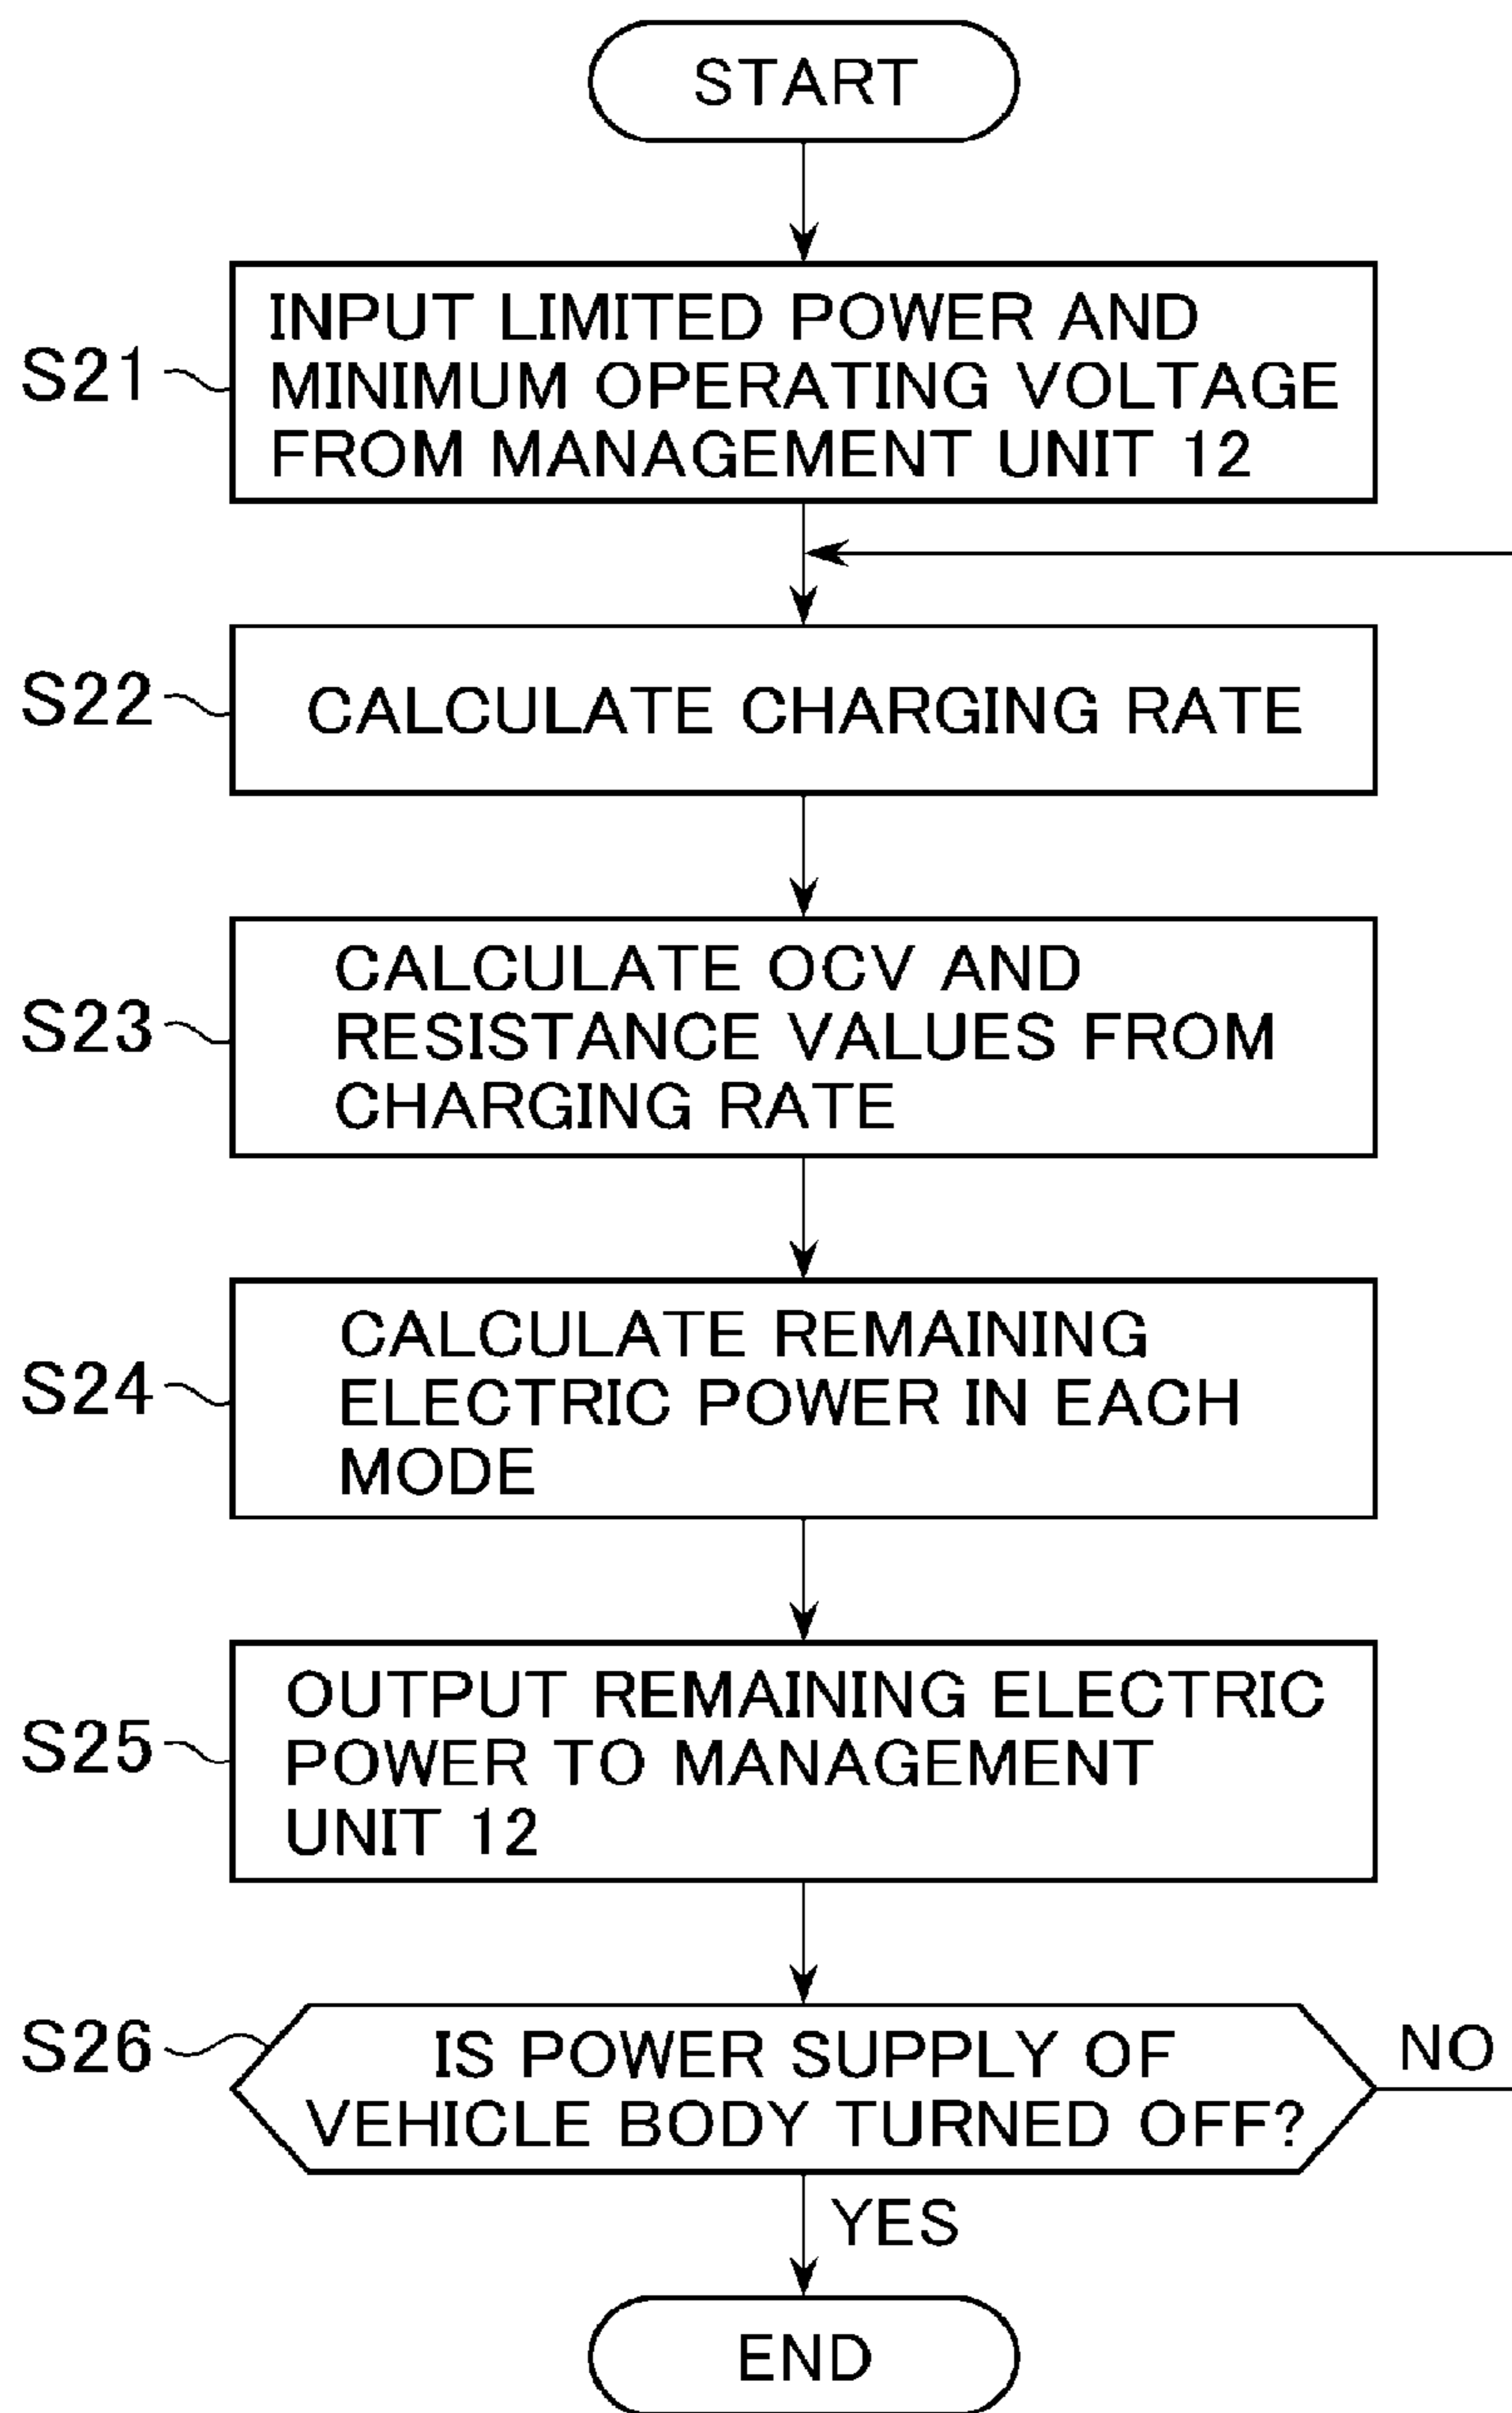 START
S21
INPUT LIMITED POWER AND
MINIMUM OPERATING VOLTAGE
FROM MANAGEMENT UNIT 12
S22
CALCULATE CHARGING RATE
S23
CALCULATE OCV AND
RESISTANCE VALUES FROM
CHARGING RATE
S24
CALCULATE REMAINING
ELECTRIC POWER IN EACH
MODE
S25
OUTPUT REMAINING ELECTRIC
POWER TO MANAGEMENT
UNIT 12
S26
IS POWER SUPPLY OF
VEHICLE BODY TURNED OFF?
NO
YES
END